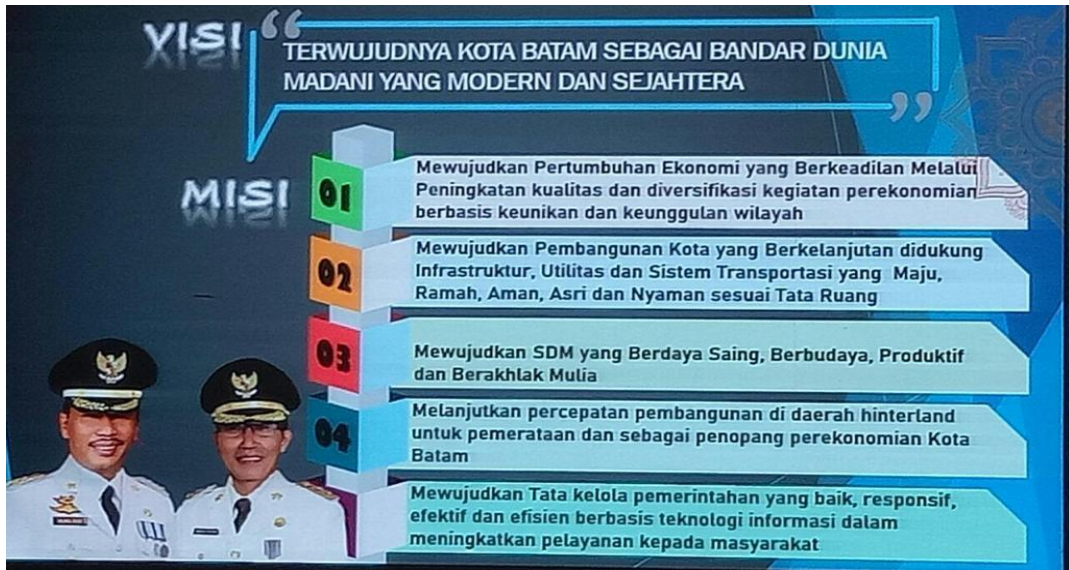 VISI
“
TERWUJUDNYA KOTA BATAM SEBAGAI BANDAR DUNIA
MADANI YANG MODERN DAN SEJAHTERA
”
MISI
01
Mewujudkan Pertumbuhan Ekonomi yang Berkeadilan Melalui
Peningkatan kualitas dan diversifikasi kegiatan perekonomian
berbasis keunikan dan keunggulan wilayah
02
Mewujudkan Pembangunan Kota yang Berkelanjutan didukung
Infrastruktur, Utilitas dan Sistem Transportasi yang Maju,
Ramah, Aman, Asri dan Nyaman sesuai Tata Ruang
03
Mewujudkan SDM yang Berdaya Saing, Berbudaya, Produktif
dan Berakhlak Mulia
04
Melanjutkan percepatan pembangunan di daerah hinterland
untuk pemerataan dan sebagai penopang perekonomian Kota
Batam
Mewujudkan Tata kelola pemerintahan yang baik, responsif,
efektif dan efisien berbasis teknologi informasi dalam
meningkatkan pelayanan kepada masyarakat